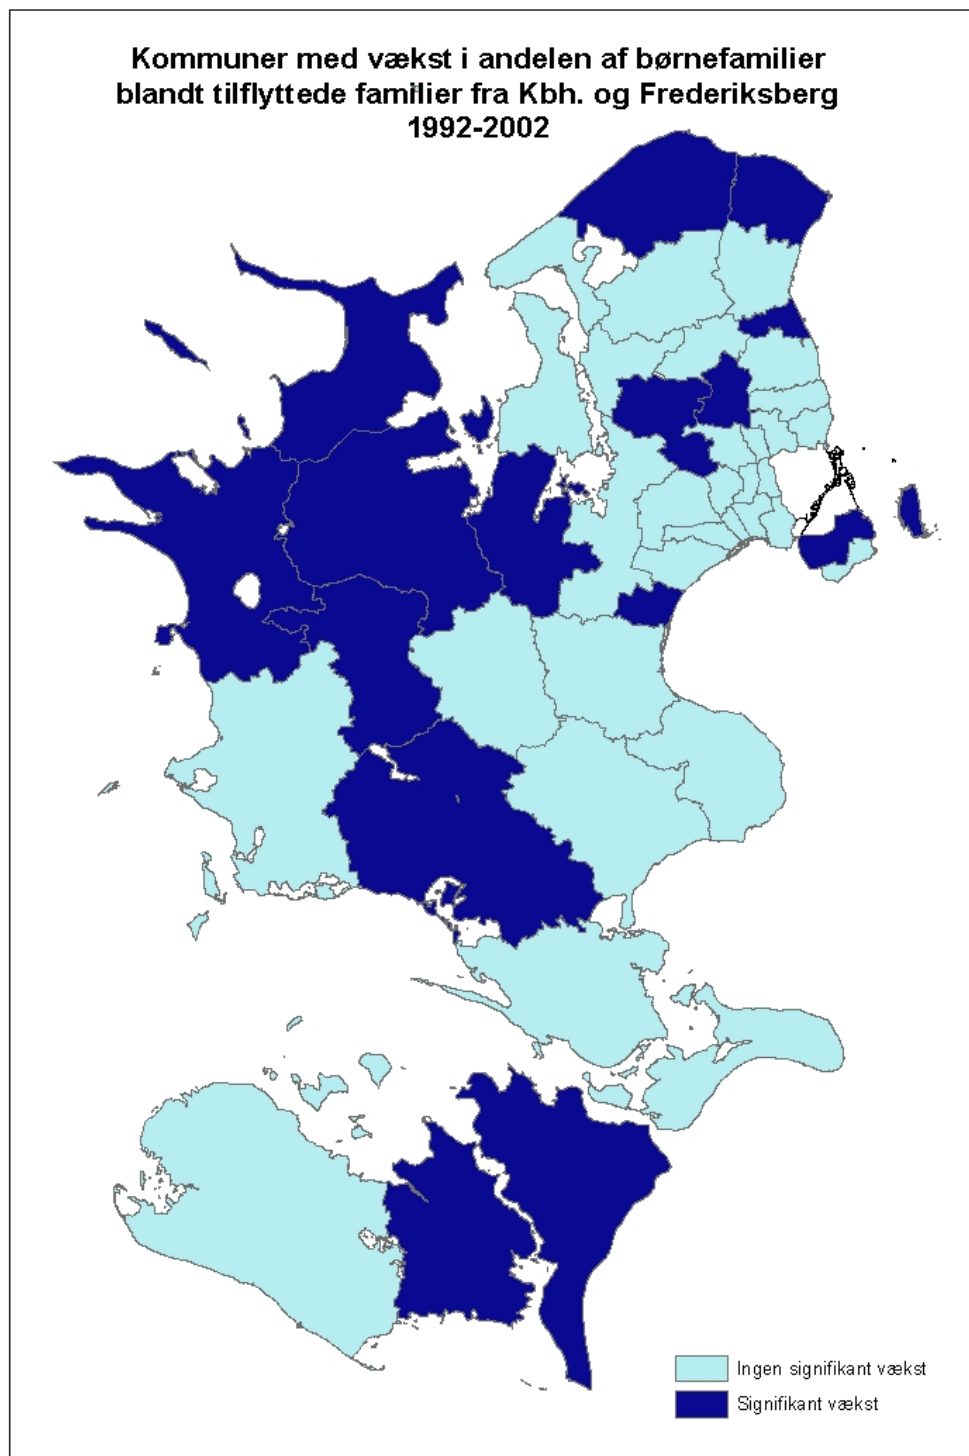 Kommuner med vækst i andelen af børnefamilier
blandt tilflyttede familier fra Kbh. og Frederiksberg
1992-2002
Ingen signifikant vækst
Signifikant vækst